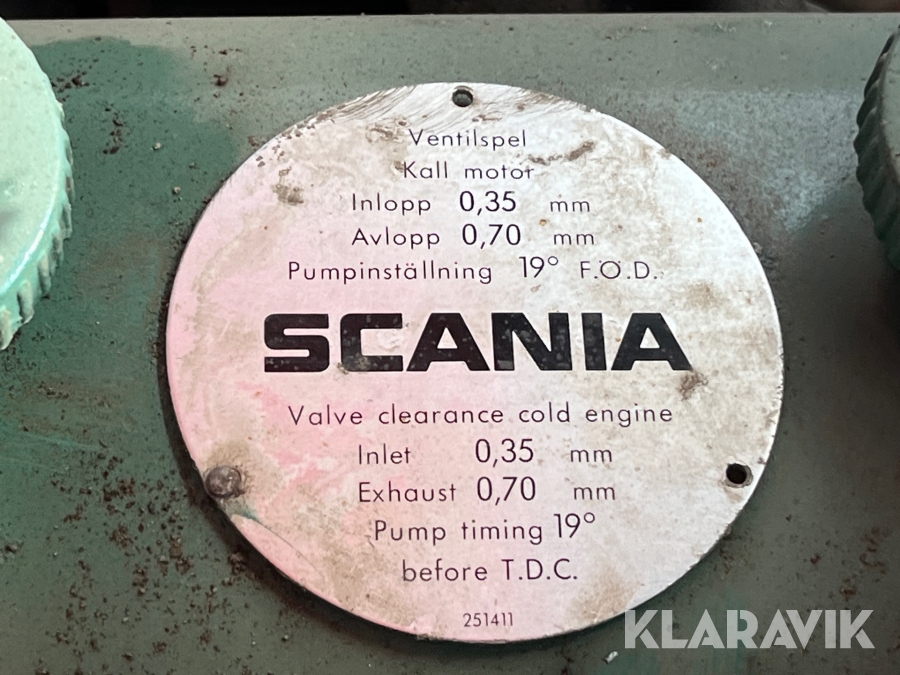 Ventilspel
Kall motor
Inlopp 0,35 mm
Avlopp 0,70 mm
Pumpinställning 19° F.Ö.D.
SCANIA
Valve clearance cold engine
Inlet 0,35 mm
Exhaust 0,70 mm
Pump timing 19°
before T.D.C.
251411
KLARAVIK